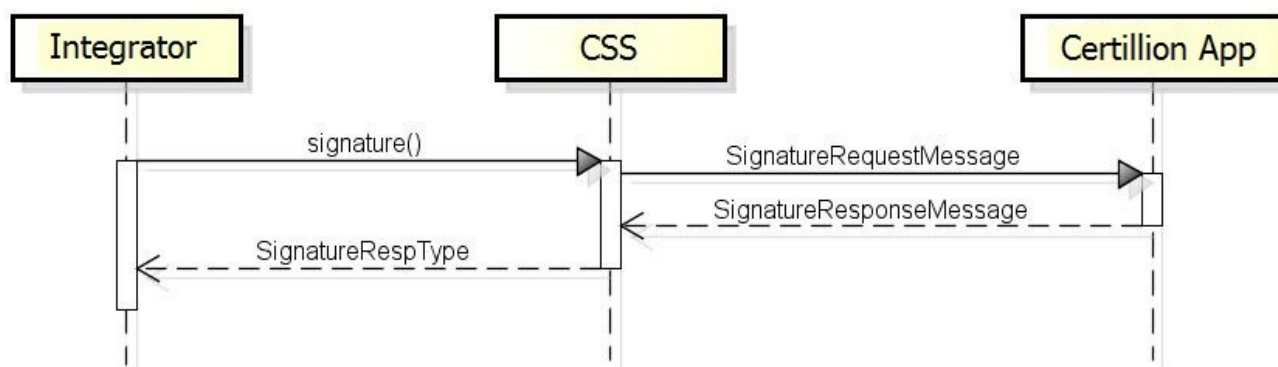 Integrator
CSS
Certillion App
signature()
SignatureRequestMessage
SignatureResponseMessage
SignatureRespType